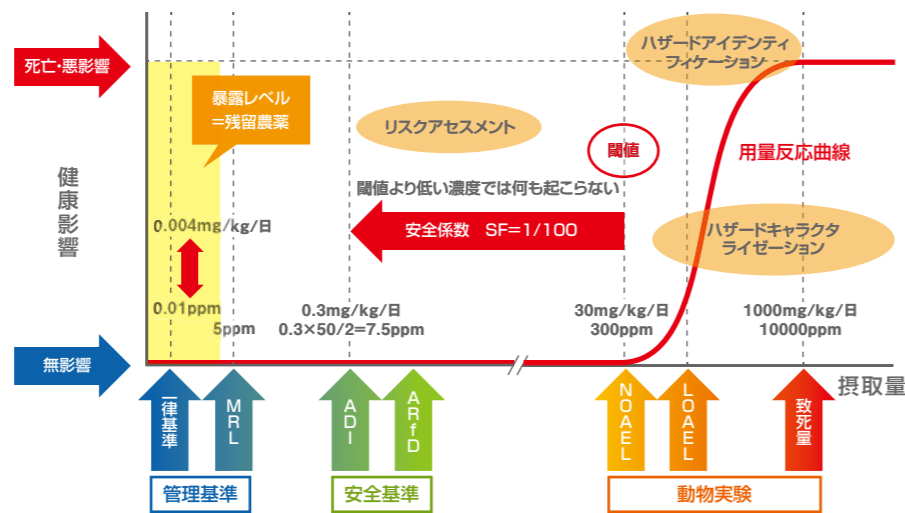 死亡・悪影響
ハザードアイデンティ
フィケーション
暴露レベル
=残留農薬
リスクアセスメント
閾値
用量反応曲線
健康影響
閾値より低い濃度では何も起こらない
安全係数 SF=1/100
ハザードキャラクタ
ライゼーション
0.004mg/kg/日
0.01ppm
5ppm
0.3mg/kg/日
0.3×50/2=7.5ppm
30mg/kg/日
300ppm
1000mg/kg/日
10000ppm
無影響
摂取量
一律基準
MRL
ADI
ARfD
NOAEL
LOAEL
致死量
管理基準
安全基準
動物実験